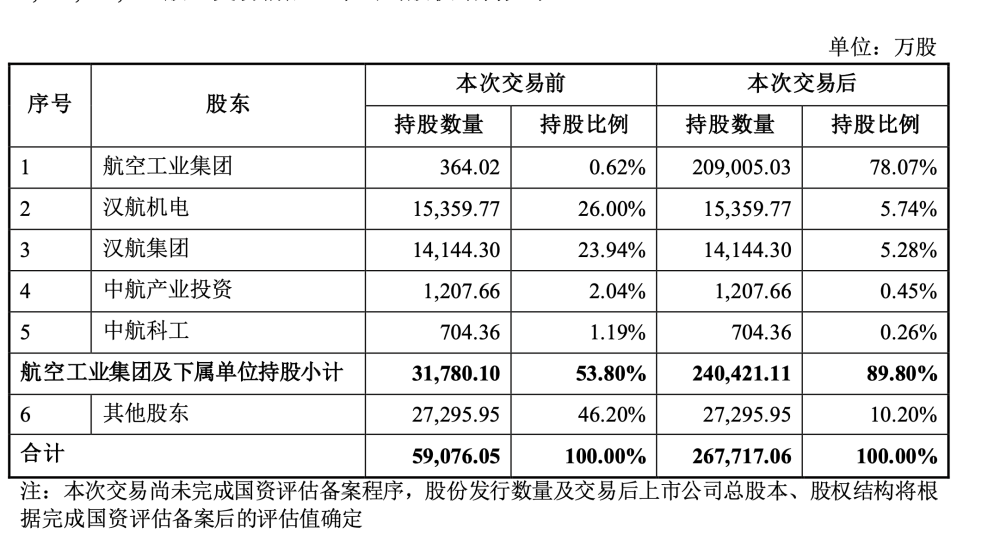 单位：万股
序号 股东 本次交易前 本次交易后
持股数量 持股比例 持股数量 持股比例
1 航空工业集团 364.02 0.62% 209,005.03 78.07%
2 汉航机电 15,359.77 26.00% 15,359.77 5.74%
3 汉航集团 14,144.30 23.94% 14,144.30 5.28%
4 中航产业投资 1,207.66 2.04% 1,207.66 0.45%
5 中航科工 704.36 1.19% 704.36 0.26%
航空工业集团及下属单位持股小计 31,780.10 53.80% 240,421.11 89.80%
6 其他股东 27,295.95 46.20% 27,295.95 10.20%
合计 59,076.05 100.00% 267,717.06 100.00%
注：本次交易尚未完成国资评估备案程序，股份发行数量及交易后上市公司总股本、股权结构将根
据完成国资评估备案后的评估值确定